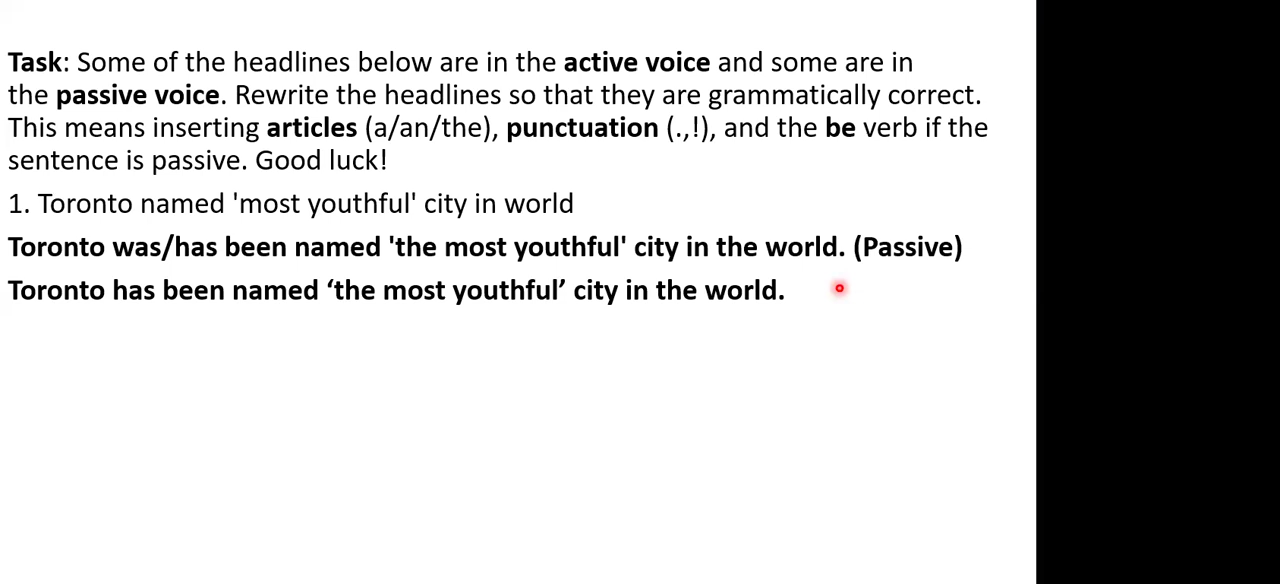 Task: Some of the headlines below are in the active voice and some are in
the passive voice. Rewrite the headlines so that they are grammatically correct.
This means inserting articles (a/an/the), punctuation (.,!), and the be verb if the
sentence is passive. Good luck!
1. Toronto named 'most youthful' city in world
Toronto was/has been named 'the most youthful' city in the world. (Passive)
Toronto has been named ‘the most youthful’ city in the world.